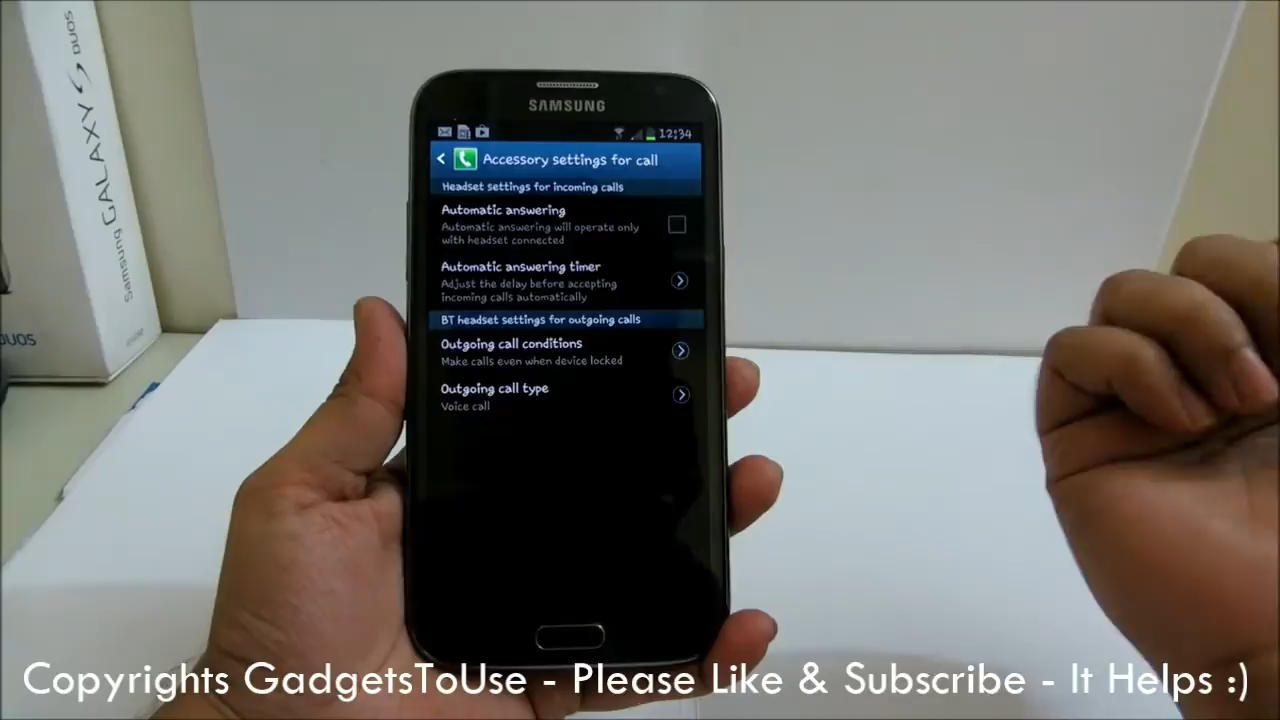 SAMSUNG
12:34
Accessory settings for call
Headset settings for incoming calls
Automatic answering
Automatic answering will operate only
with headset connected
Automatic answering timer
Adjust the delay before accepting
incoming calls automatically
BT headset settings for outgoing calls
Outgoing call conditions
Make calls even when device locked
Outgoing call type
Voice call
Samsung GALAXY S DUOS
Samsung
DUOS
Copyrights GadgetsToUse - Please Like & Subscribe - It Helps :)